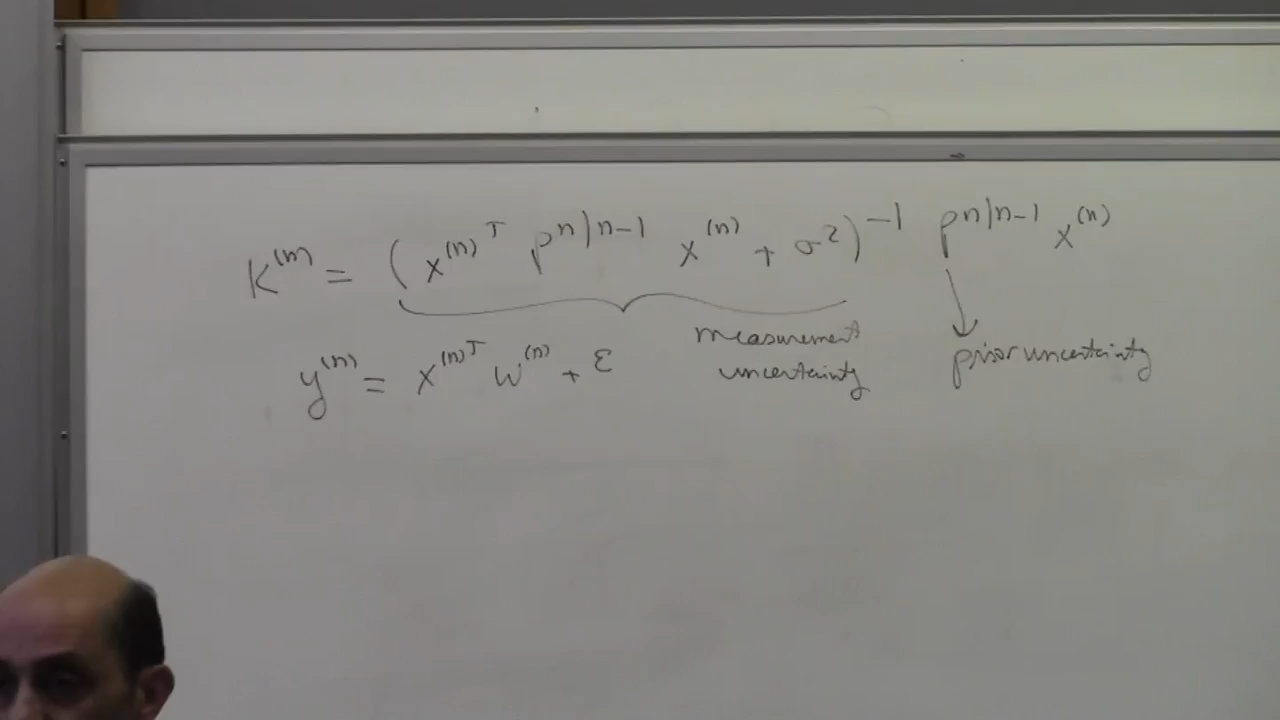 K^(n) = (x^(n)^T P^n|n-1 x^(n) + σ^2)^-1 P^n|n-1 x^(n)
y^(n) = x^(n)^T w^(n) + ε
measurement
uncertainty
prior uncertainty